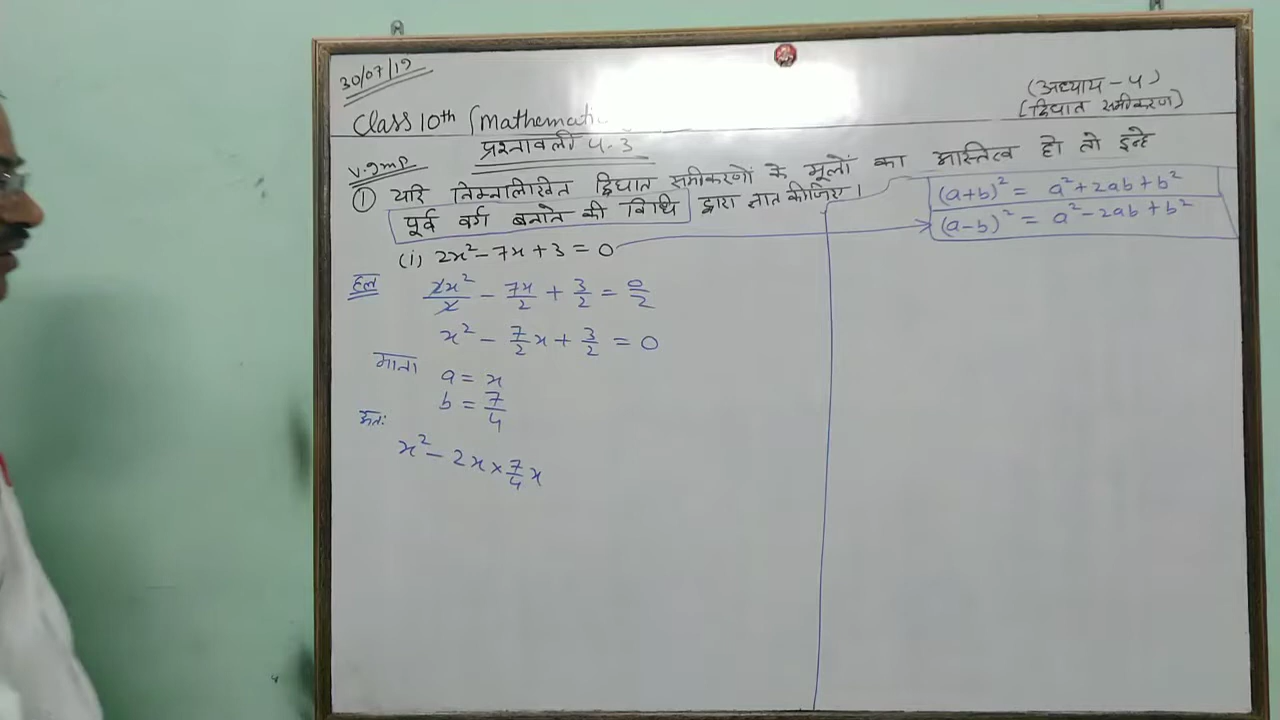 30/07/19
(अध्याय - 4)
(द्विघात समीकरण)
Class 10th (Mathematic
प्रश्नावली 4.3
V.Imp
① यदि निम्नलिखित द्विघात समीकरणों के मूलों का अस्तित्व हो तो इन्हें
पूर्व वर्ग बनाने की विधि द्वारा ज्ञात कीजिए।
(a+b)² = a²+2ab+b²
(a-b)² = a²-2ab+b²
(i) 2x²-7x+3=0
हल
2x²/2 - 7x/2 + 3/2 = 0/2
x² - 7/2 x + 3/2 = 0
माना a = x
b = 7/4
अतः
x² - 2x × 7/4 x